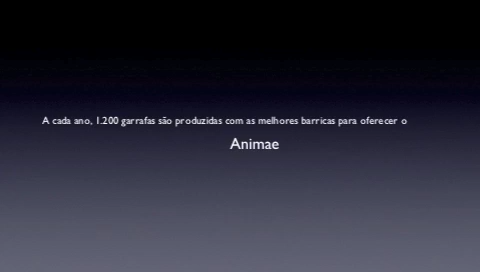 A cada ano, 1.200 garrafas são produzidas com as melhores barricas para oferecer o
Animae